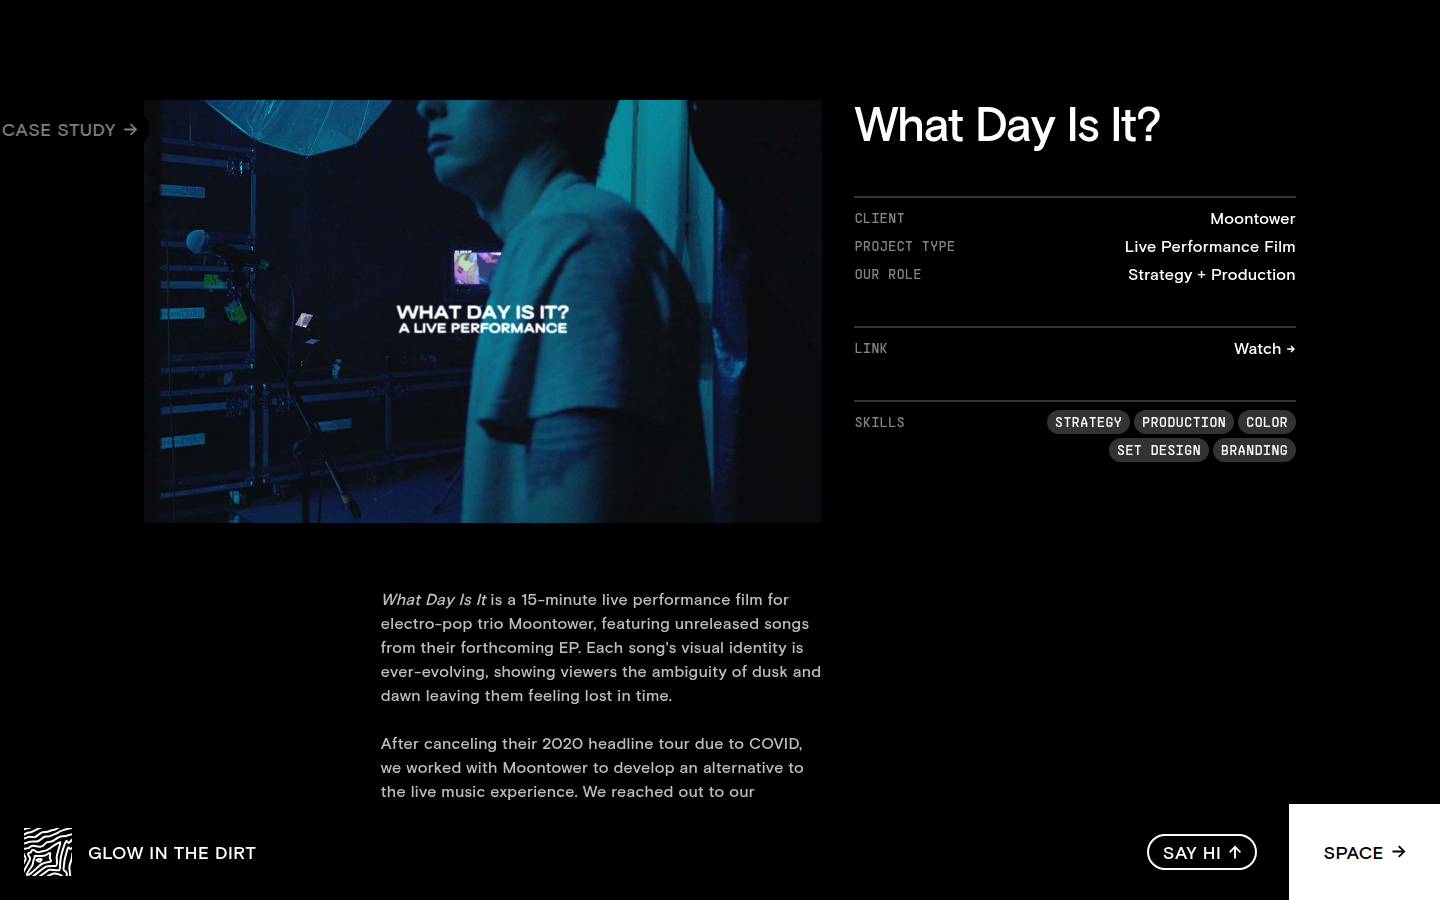 CASE STUDY →
WHAT DAY IS IT?
A LIVE PERFORMANCE
What Day Is It?
CLIENT Moontower
PROJECT TYPE Live Performance Film
OUR ROLE Strategy + Production
LINK Watch →
SKILLS STRATEGY PRODUCTION COLOR
SET DESIGN BRANDING
What Day Is It is a 15-minute live performance film for
electro-pop trio Moontower, featuring unreleased songs
from their forthcoming EP. Each song's visual identity is
ever-evolving, showing viewers the ambiguity of dusk and
dawn leaving them feeling lost in time.
After canceling their 2020 headline tour due to COVID,
we worked with Moontower to develop an alternative to
the live music experience. We reached out to our
GLOW IN THE DIRT
SAY HI ↑
SPACE →